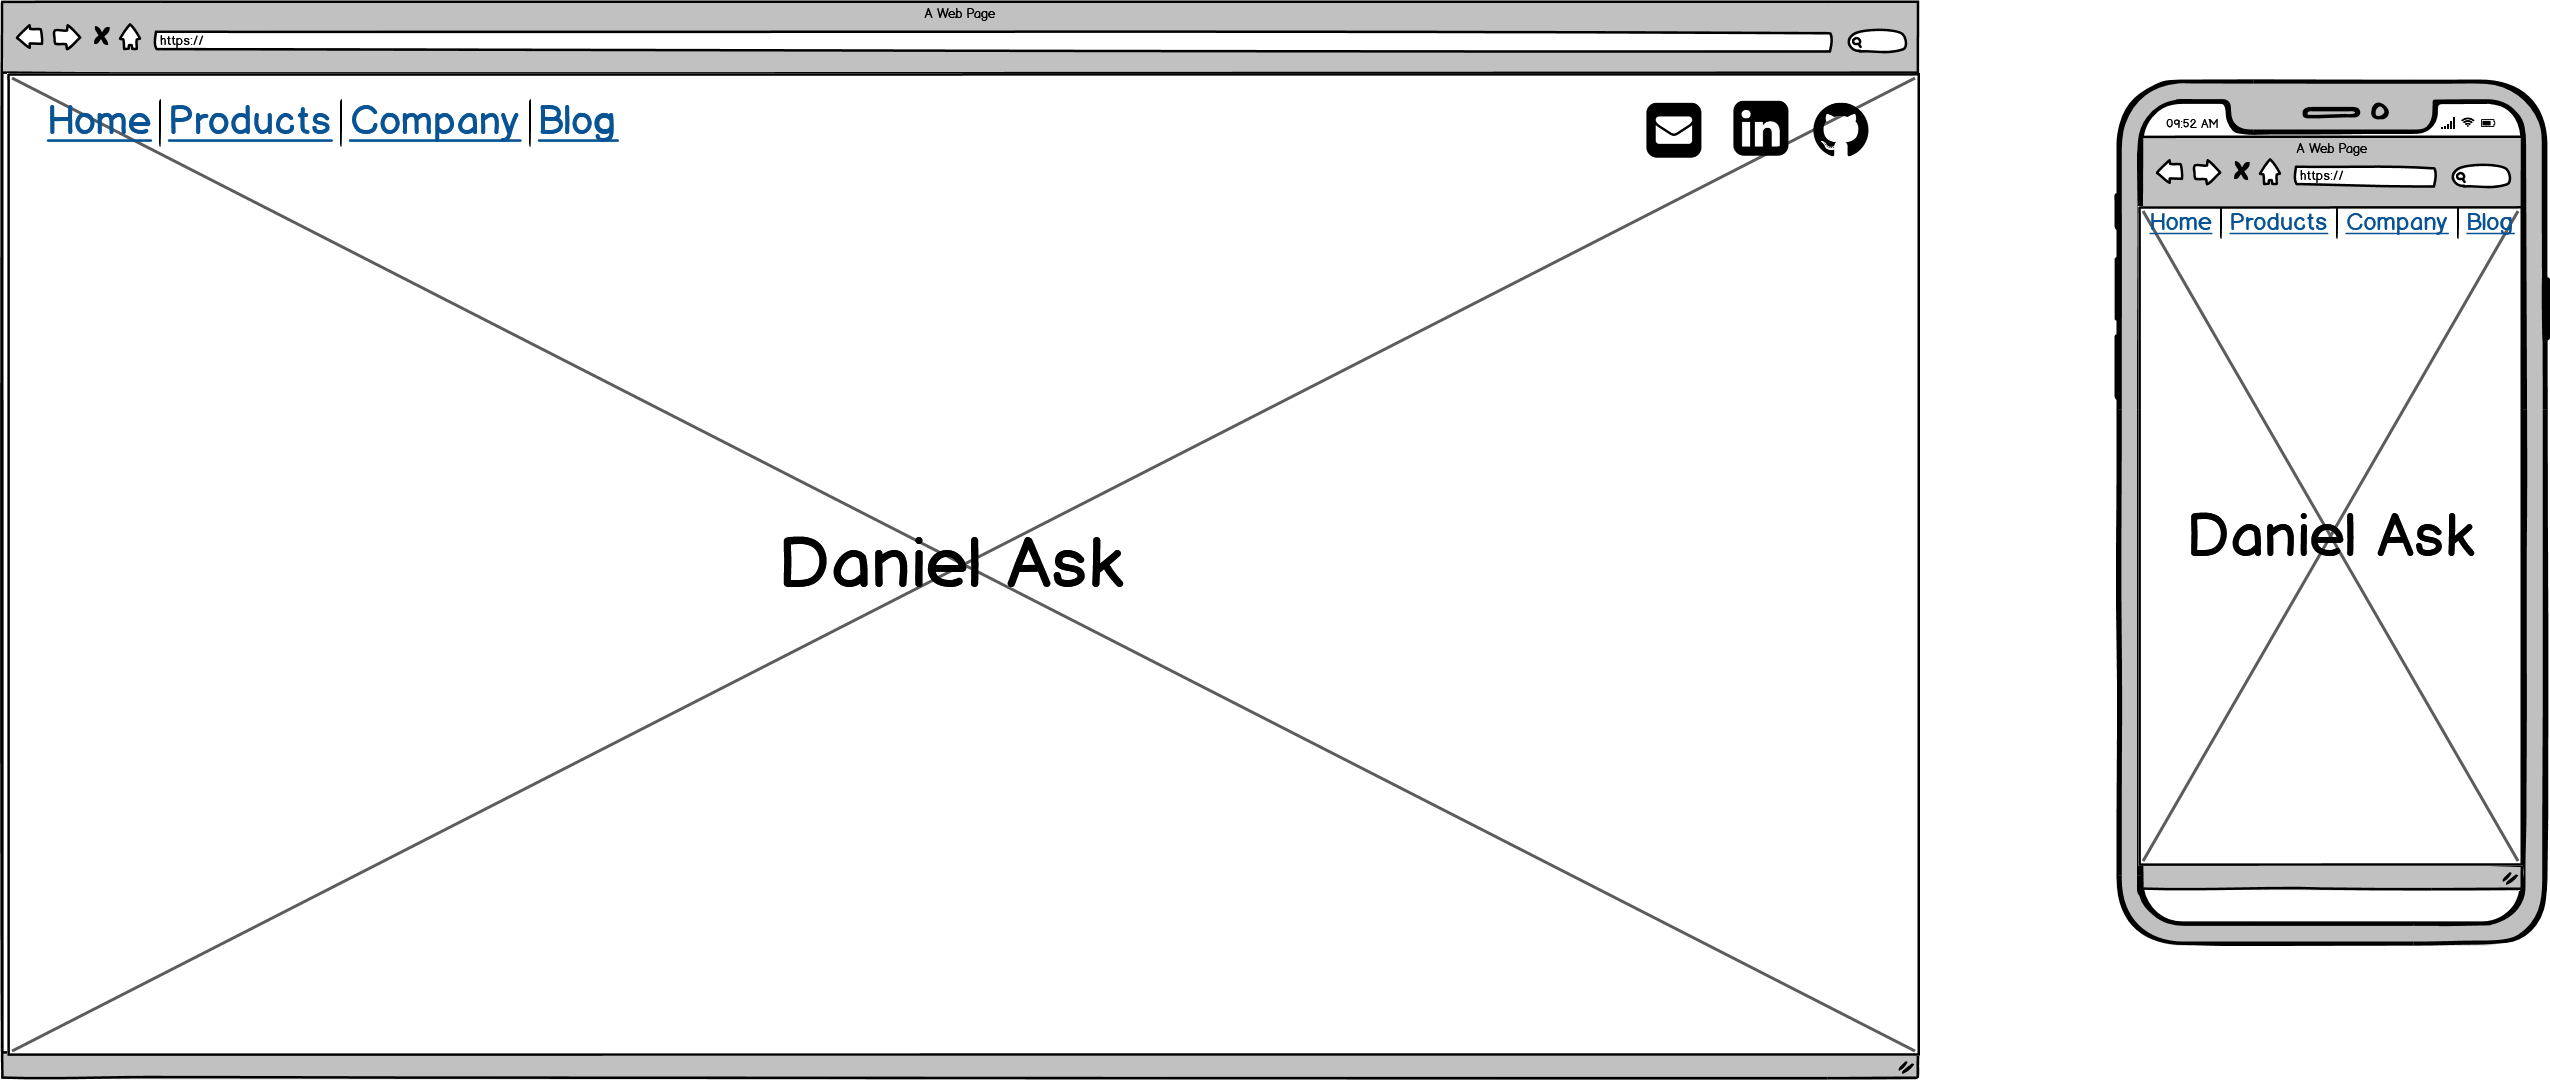 A Web Page
https://
Home Products Company Blog
in
Daniel Ask
09:52 AM
A Web Page
https://
Home Products Company Blog
Daniel Ask